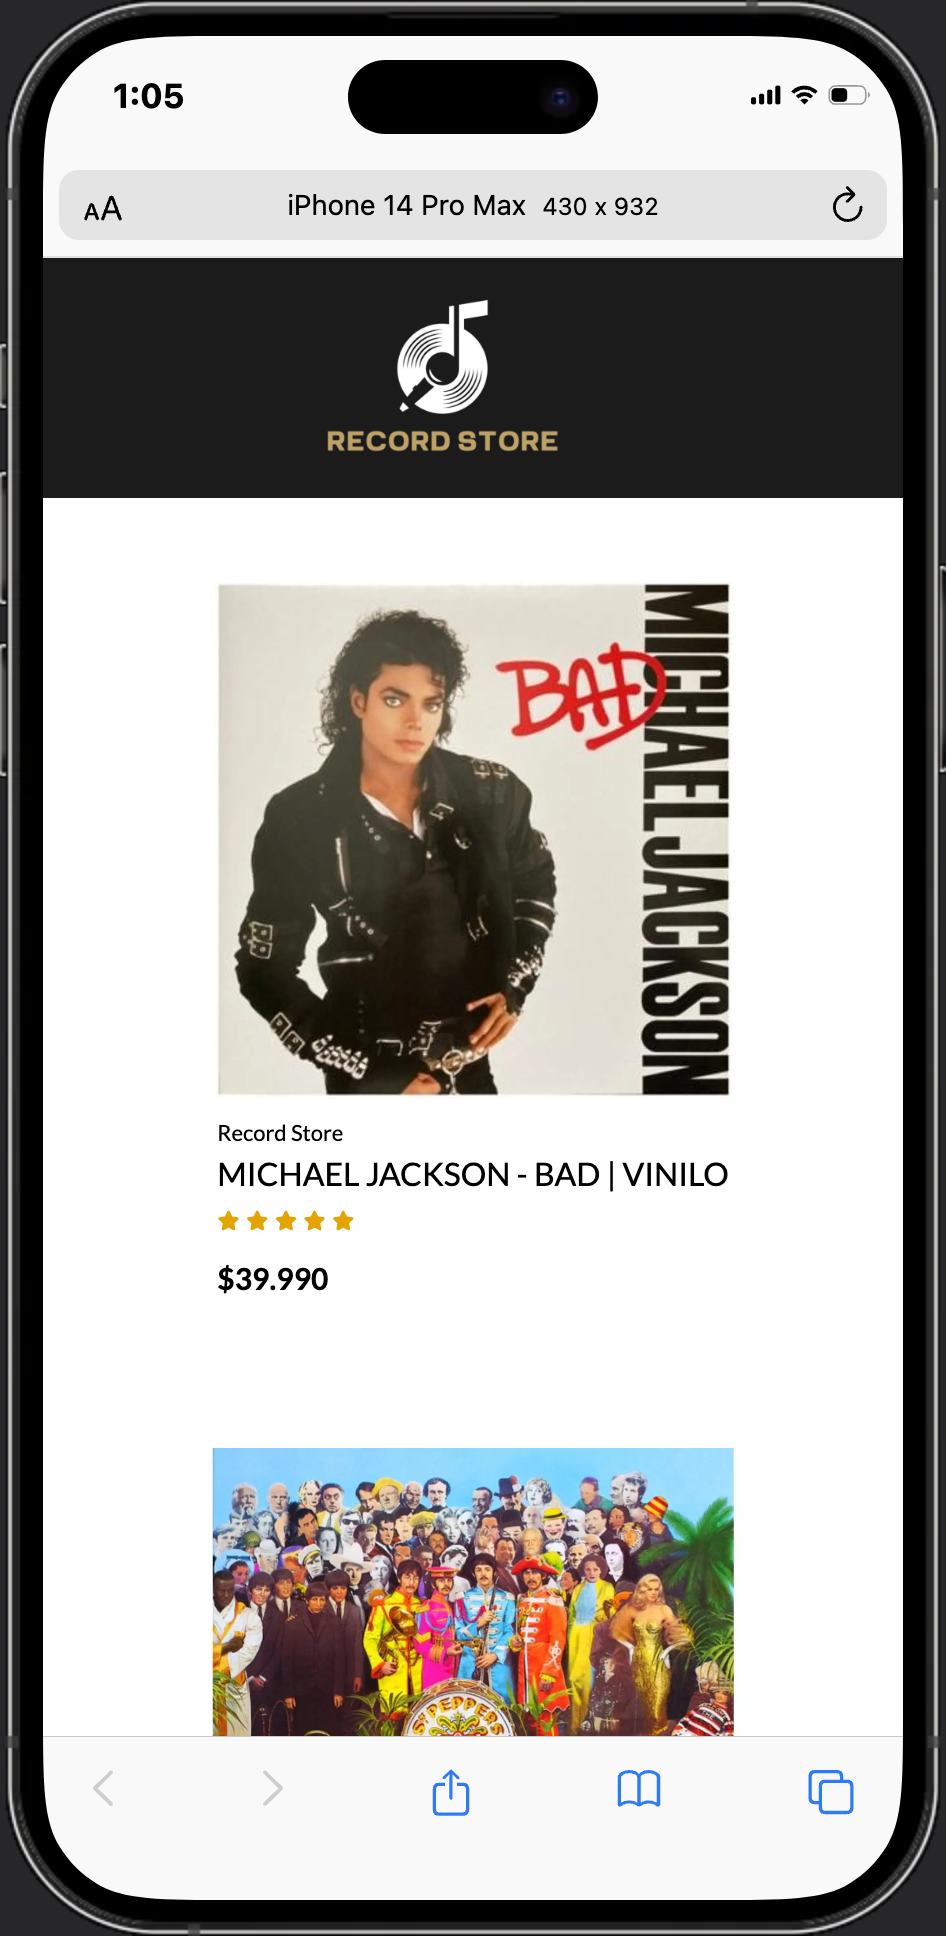 1:05
AA iPhone 14 Pro Max 430 x 932
RECORD STORE
BAD
MICHAEL JACKSON
Record Store
MICHAEL JACKSON - BAD | VINILO
$39.990
SGT PEPPERS